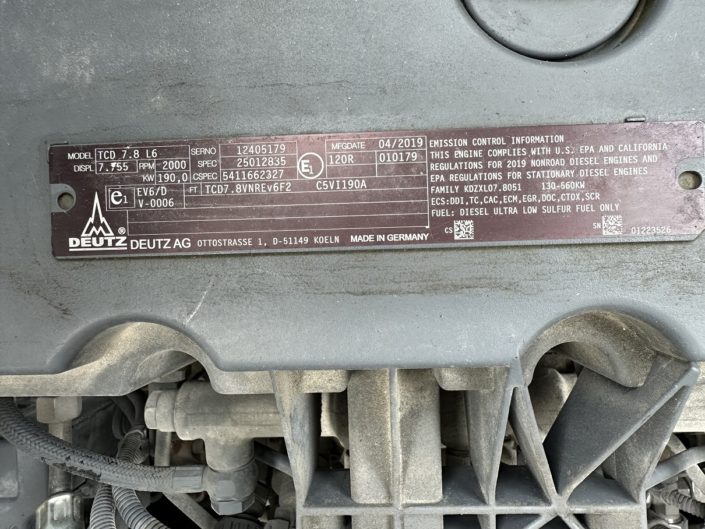 MODEL TCD 7.8 L6 SERNO 12405179 MFGDATE 04/2019
DISPL 7.755 RPM 2000 SPEC 25012835 E1 120R 010179
KW 190,0 CSPEC 5411662327
e1 EV6/D FT TCD7.8VNREv6F2 C5VI190A
V-0006
DEUTZ DEUTZ AG OTTOSTRASSE 1, D-51149 KOELN MADE IN GERMANY
EMISSION CONTROL INFORMATION
THIS ENGINE COMPLIES WITH U.S. EPA AND CALIFORNIA
REGULATIONS FOR 2019 NONROAD DIESEL ENGINES AND
EPA REGULATIONS FOR STATIONARY DIESEL ENGINES
FAMILY KDZXL07.8051 130-560KW
ECS:DDI,TC,CAC,ECM,EGR,DOC,CTOX,SCR
FUEL: DIESEL ULTRA LOW SULFUR FUEL ONLY
CS SN 01223526